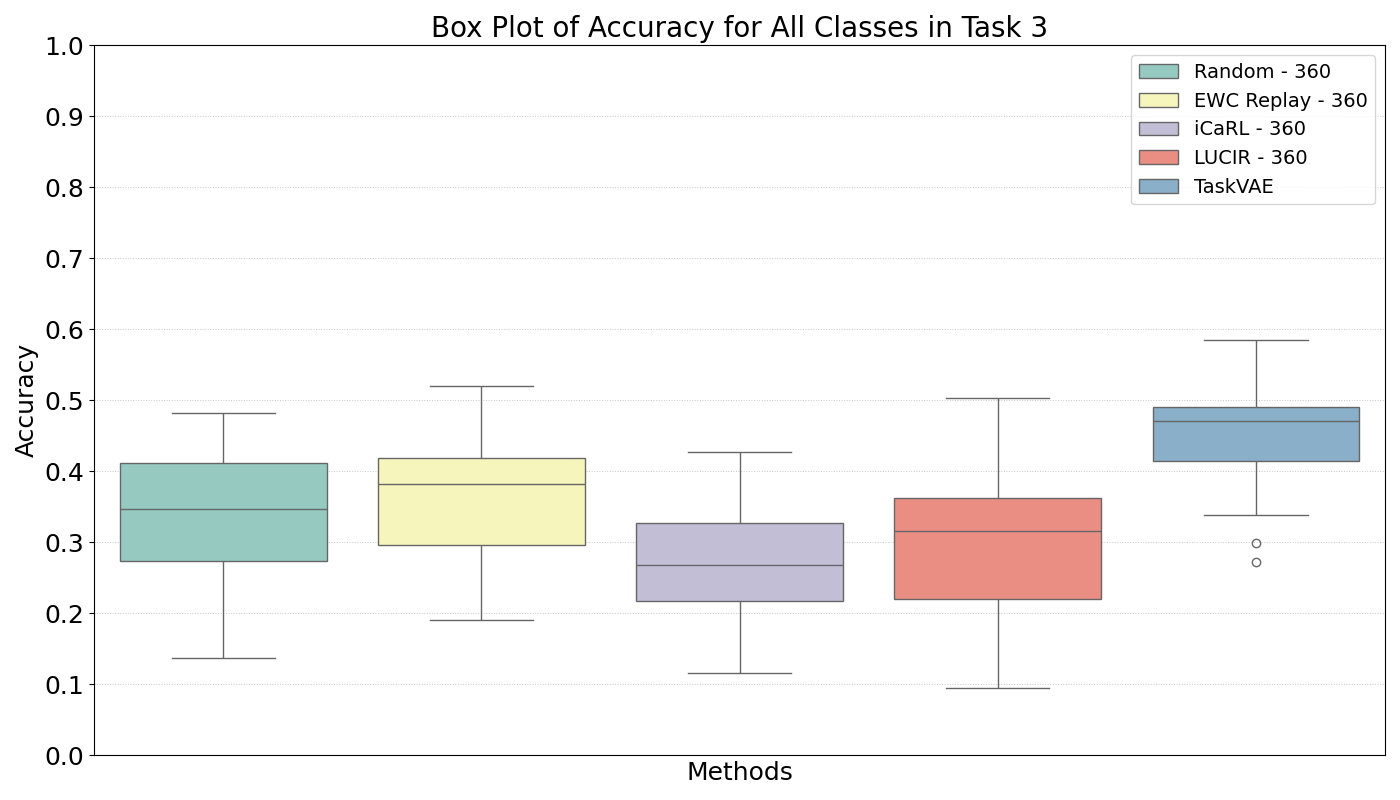 Box Plot of Accuracy for All Classes in Task 3
1.0
0.9
0.8
0.7
0.6
0.5
0.4
0.3
0.2
0.1
0.0
Accuracy
Methods
Random - 360
EWC Replay - 360
iCaRL - 360
LUCIR - 360
TaskVAE